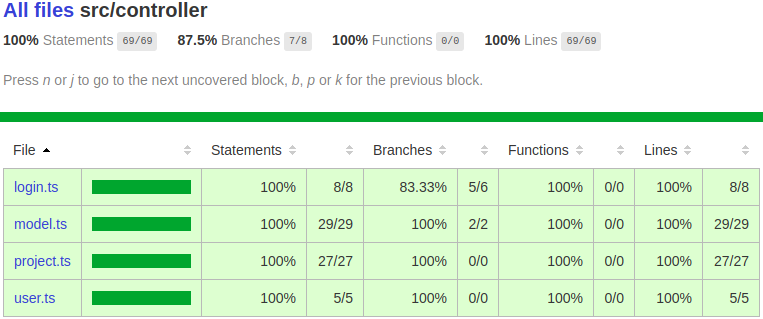 All files src/controller
100% Statements 69/69 87.5% Branches 7/8 100% Functions 0/0 100% Lines 69/69
Press n or j to go to the next uncovered block, b, p or k for the previous block.
File Statements Branches Functions Lines
login.ts 100% 8/8 83.33% 5/6 100% 0/0 100% 8/8
model.ts 100% 29/29 100% 2/2 100% 0/0 100% 29/29
project.ts 100% 27/27 100% 0/0 100% 0/0 100% 27/27
user.ts 100% 5/5 100% 0/0 100% 0/0 100% 5/5